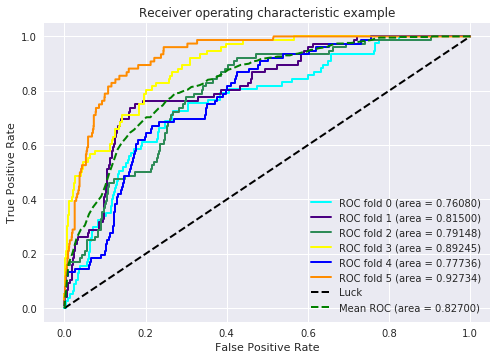 Receiver operating characteristic example
True Positive Rate
1.0
0.8
0.6
0.4
0.2
0.0
ROC fold 0 (area = 0.76080)
ROC fold 1 (area = 0.81500)
ROC fold 2 (area = 0.79148)
ROC fold 3 (area = 0.89245)
ROC fold 4 (area = 0.77736)
ROC fold 5 (area = 0.92734)
Luck
Mean ROC (area = 0.82700)
0.0 0.2 0.4 0.6 0.8 1.0
False Positive Rate